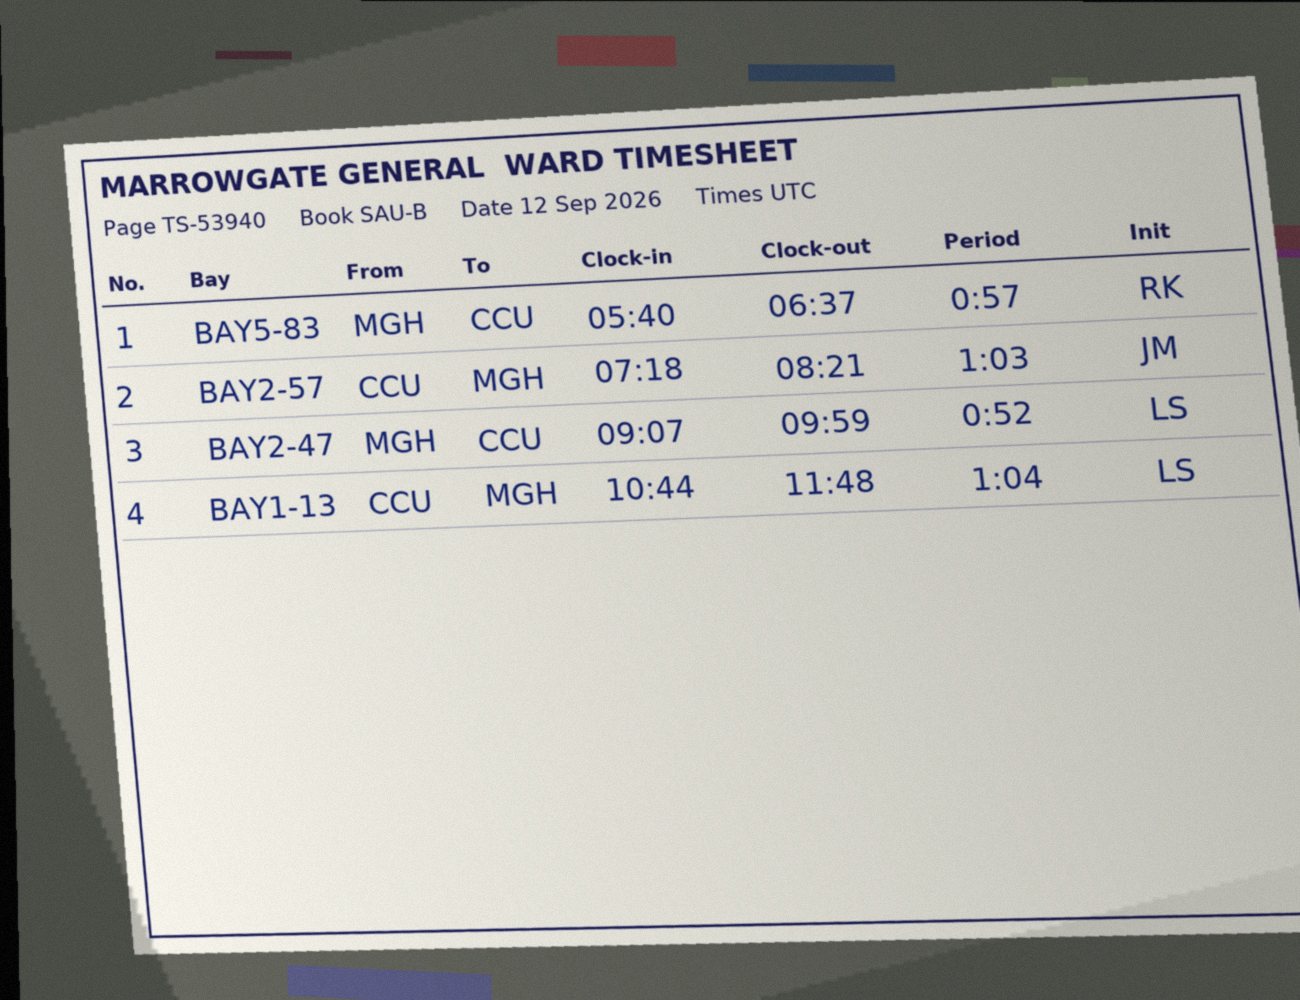 MARROWGATE GENERAL WARD TIMESHEET
Page TS-53940 Book SAU-B Date 12 Sep 2026 Times UTC
No. Bay From To Clock-in Clock-out Period Init
1 BAY5-83 MGH CCU 05:40 06:37 0:57 RK
2 BAY2-57 CCU MGH 07:18 08:21 1:03 JM
3 BAY2-47 MGH CCU 09:07 09:59 0:52 LS
4 BAY1-13 CCU MGH 10:44 11:48 1:04 LS